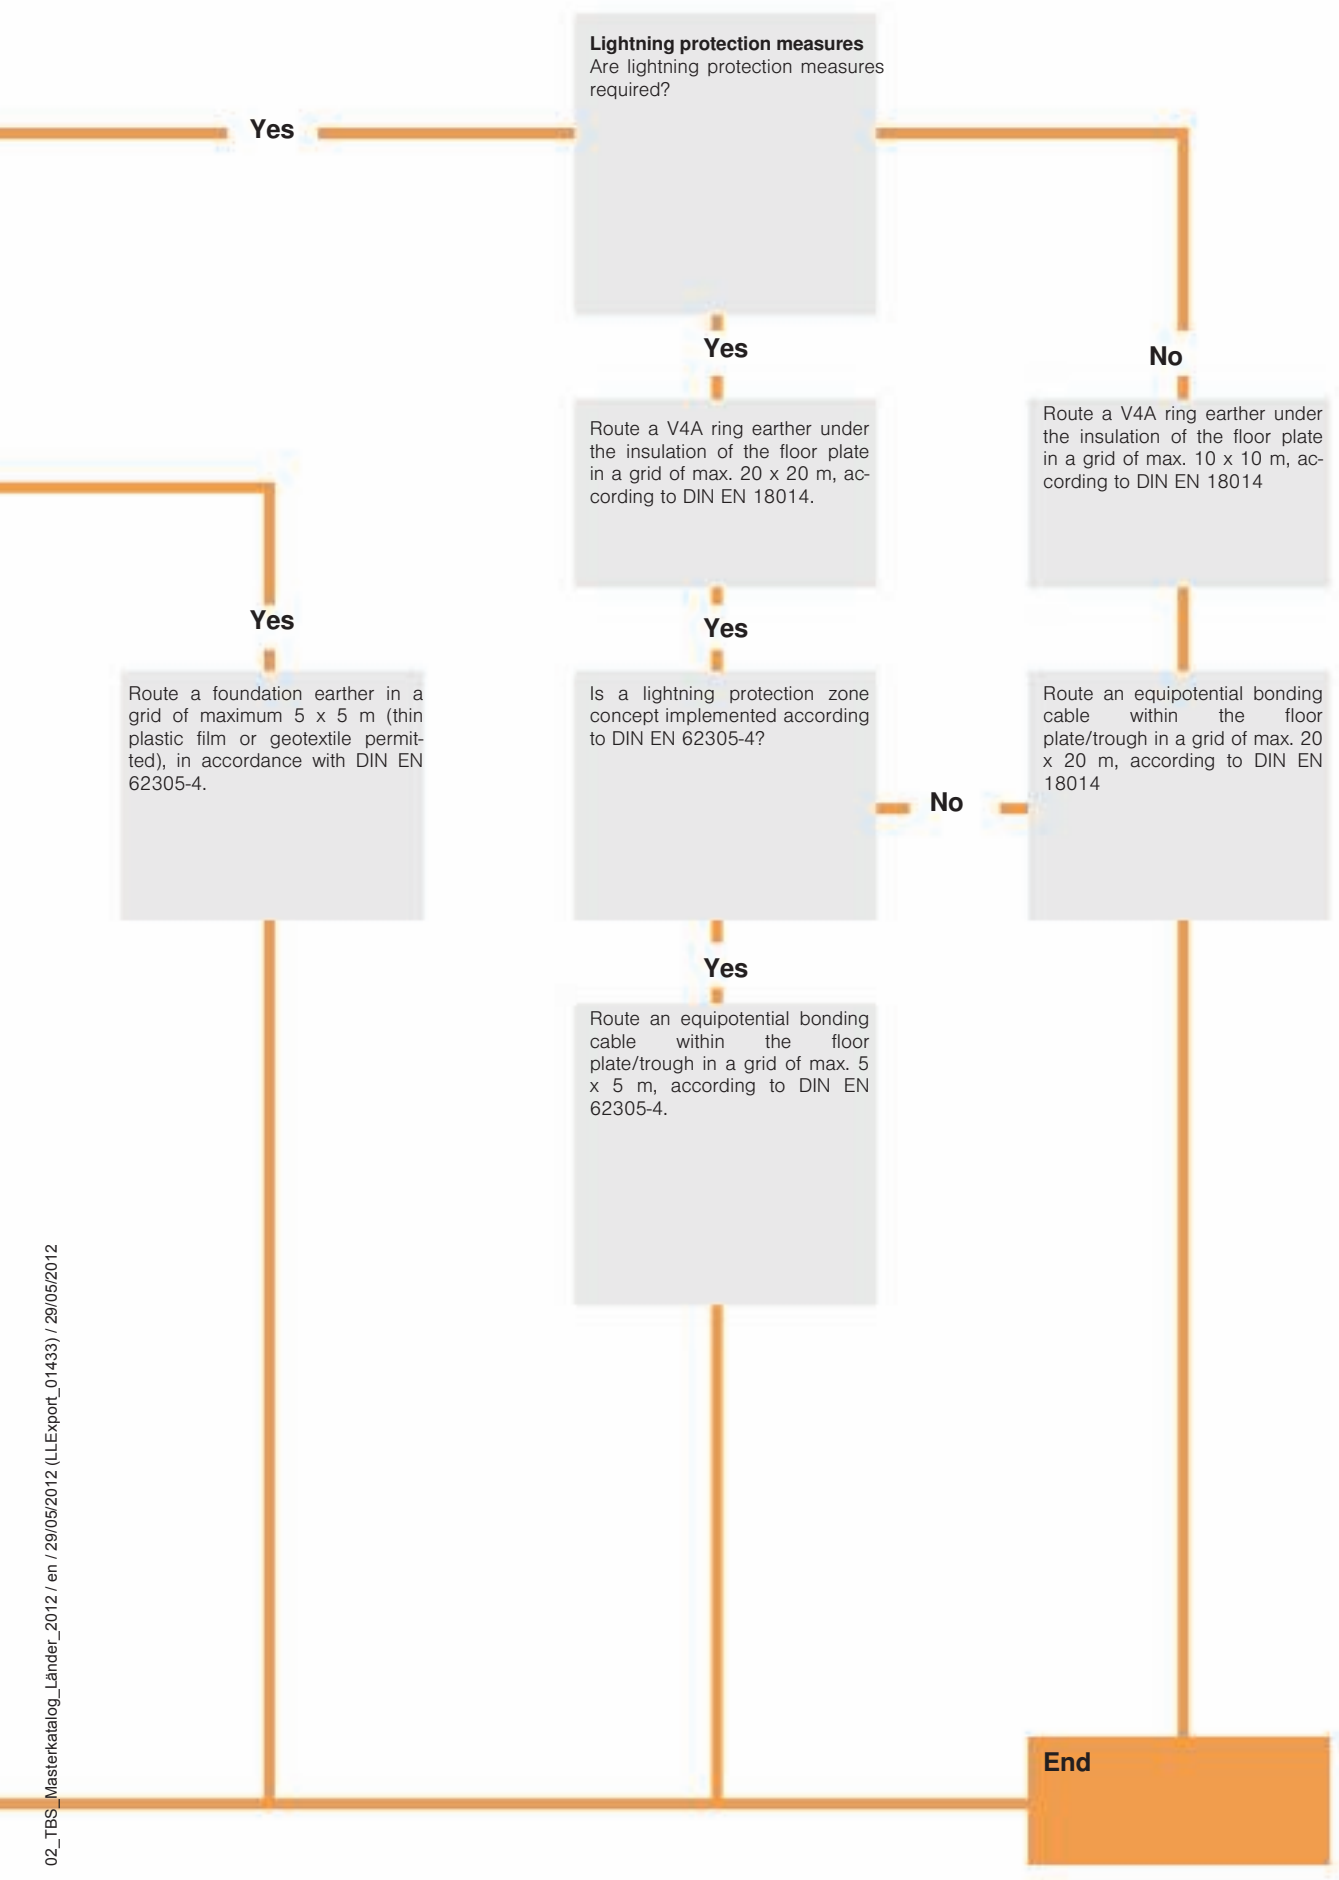 Lightning protection measures
Are lightning protection measures
required?
Yes
Yes
No
Route a V4A ring earther under
the insulation of the floor plate
in a grid of max. 20 x 20 m, ac-
cording to DIN EN 18014.
Route a V4A ring earther under
the insulation of the floor plate
in a grid of max. 10 x 10 m, ac-
cording to DIN EN 18014
Yes
Yes
Route a foundation earther in a
grid of maximum 5 x 5 m (thin
plastic film or geotextile permit-
ted), in accordance with DIN EN
62305-4.
Is a lightning protection zone
concept implemented according
to DIN EN 62305-4?
No
Route an equipotential bonding
cable within the floor
plate/trough in a grid of max. 20
x 20 m, according to DIN EN
18014
Yes
Route an equipotential bonding
cable within the floor
plate/trough in a grid of max. 5
x 5 m, according to DIN EN
62305-4.
End
02_TBS_Masterkatalog_Länder_2012 / en / 29/05/2012 (LLExport_01433) / 29/05/2012